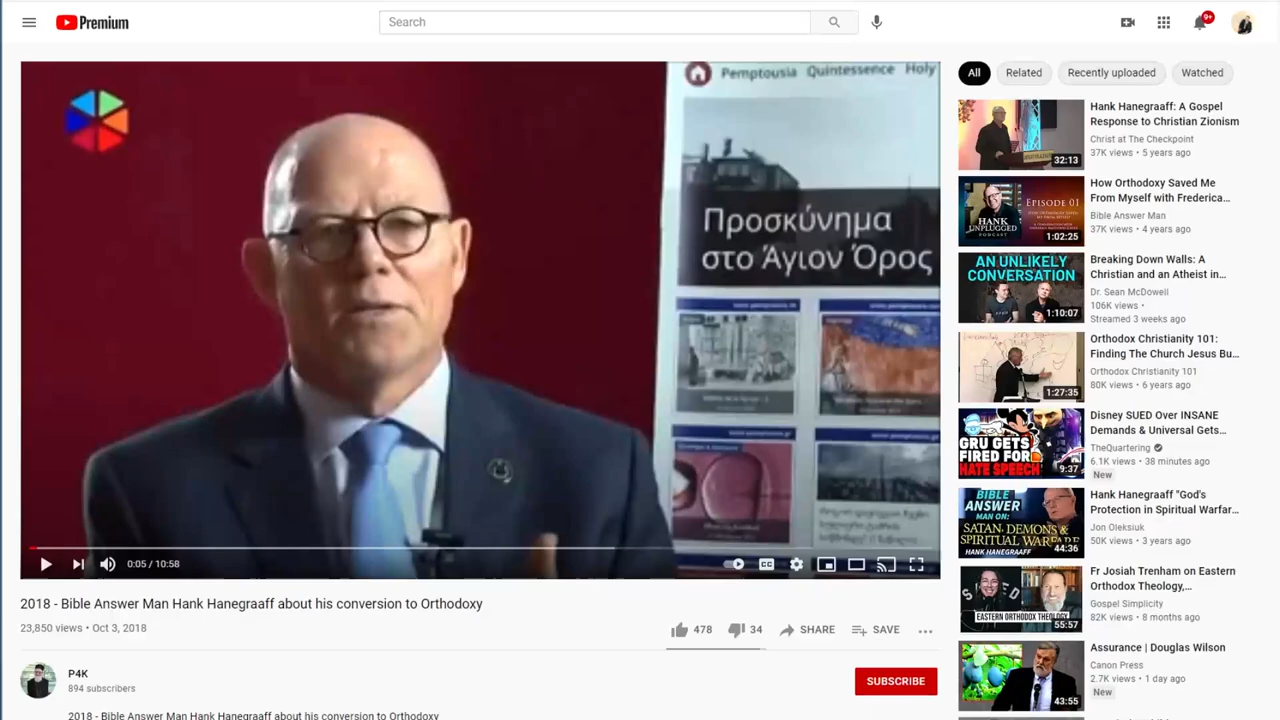 Premium
Search
9+
Pemptousia Quintessence Holy
Προσκύνημα
στο Άγιον Όρος
0:05 / 10:58
CC
2018 - Bible Answer Man Hank Hanegraaff about his conversion to Orthodoxy
23,850 views • Oct 3, 2018
478
34
SHARE
SAVE
P4K
894 subscribers
SUBSCRIBE
2018 - Bible Answer Man Hank Hanegraaff about his conversion to Orthodoxy
All
Related
Recently uploaded
Watched
32:13
Hank Hanegraaff: A Gospel
Response to Christian Zionism
Christ at The Checkpoint
37K views • 5 years ago
EPISODE 01
HANK
UNPLUGGED
PODCAST
1:02:25
How Orthodoxy Saved Me
From Myself with Frederica...
Bible Answer Man
37K views • 4 years ago
AN UNLIKELY
CONVERSATION
1:10:07
Breaking Down Walls: A
Christian and an Atheist in...
Dr. Sean McDowell
106K views •
Streamed 3 weeks ago
1:27:35
Orthodox Christianity 101:
Finding The Church Jesus Bu...
Orthodox Christianity 101
80K views • 6 years ago
GRU GETS
FIRED FOR
HATE SPEECH
9:37
Disney SUED Over INSANE
Demands & Universal Gets...
TheQuartering
6.1K views • 38 minutes ago
New
BIBLE
ANSWER
MAN ON:
SATAN, DEMONS &
SPIRITUAL WARFARE
HANK HANEGRAAFF
44:36
Hank Hanegraaff "God's
Protection in Spiritual Warfar...
Jon Oleksiuk
50K views • 3 years ago
EASTERN ORTHODOX THEOLOGY
55:57
Fr Josiah Trenham on Eastern
Orthodox Theology,...
Gospel Simplicity
82K views • 8 months ago
43:55
Assurance | Douglas Wilson
Canon Press
2.7K views • 1 day ago
New